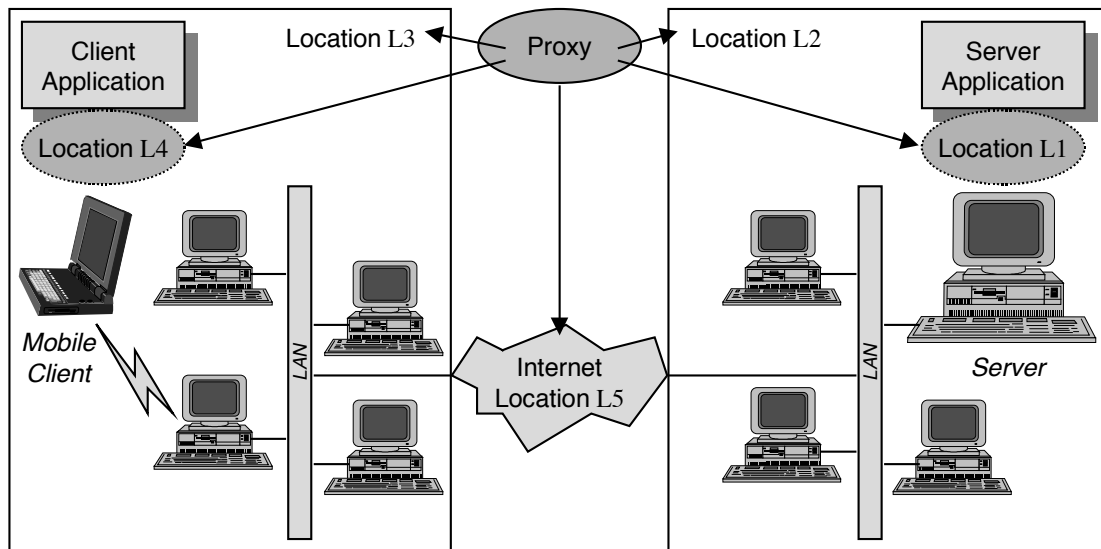 Client
Application
Location L3
Proxy
Location L2
Server
Application
Location L4
Location L1
Mobile
Client
LAN
Internet
Location L5
LAN
Server